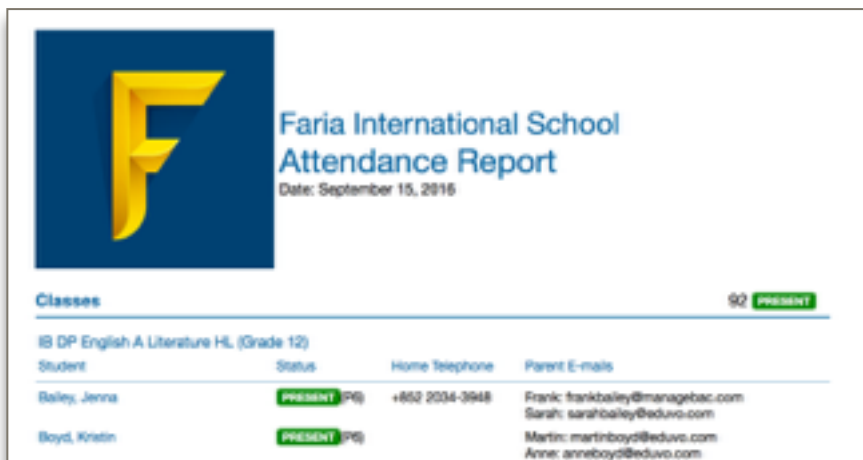 F
Faria International School
Attendance Report
Date: September 15, 2016
Classes 92 PRESENT
IB DP English A Literature HL (Grade 12)
Student Status Home Telephone Parent E-mails
Bailey, Jenna PRESENT (P6) +852 2034-3948 Frank: frankbailey@managebac.com
Sarah: sarahbailey@eduvo.com
Boyd, Kristin PRESENT (P6) Martin: martinboyd@eduvo.com
Anne: anneboyd@eduvo.com